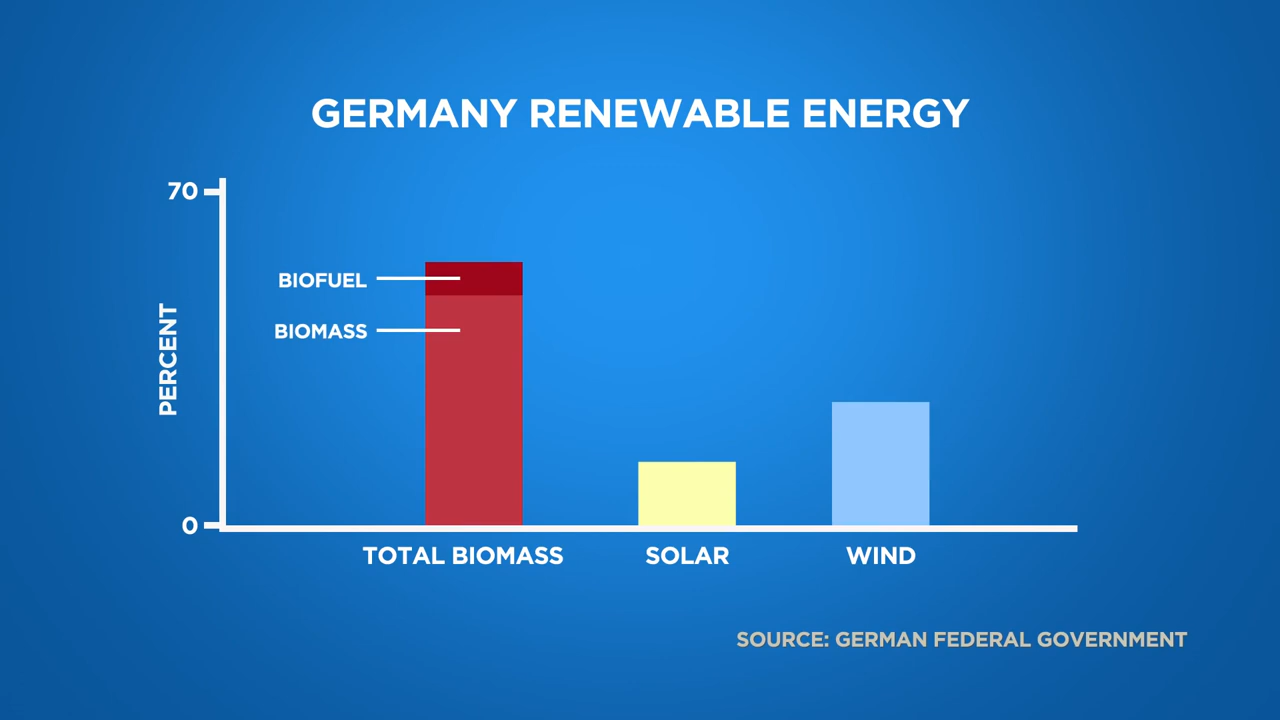 GERMANY RENEWABLE ENERGY
70
BIOFUEL
BIOMASS
PERCENT
0
TOTAL BIOMASS
SOLAR
WIND
SOURCE: GERMAN FEDERAL GOVERNMENT